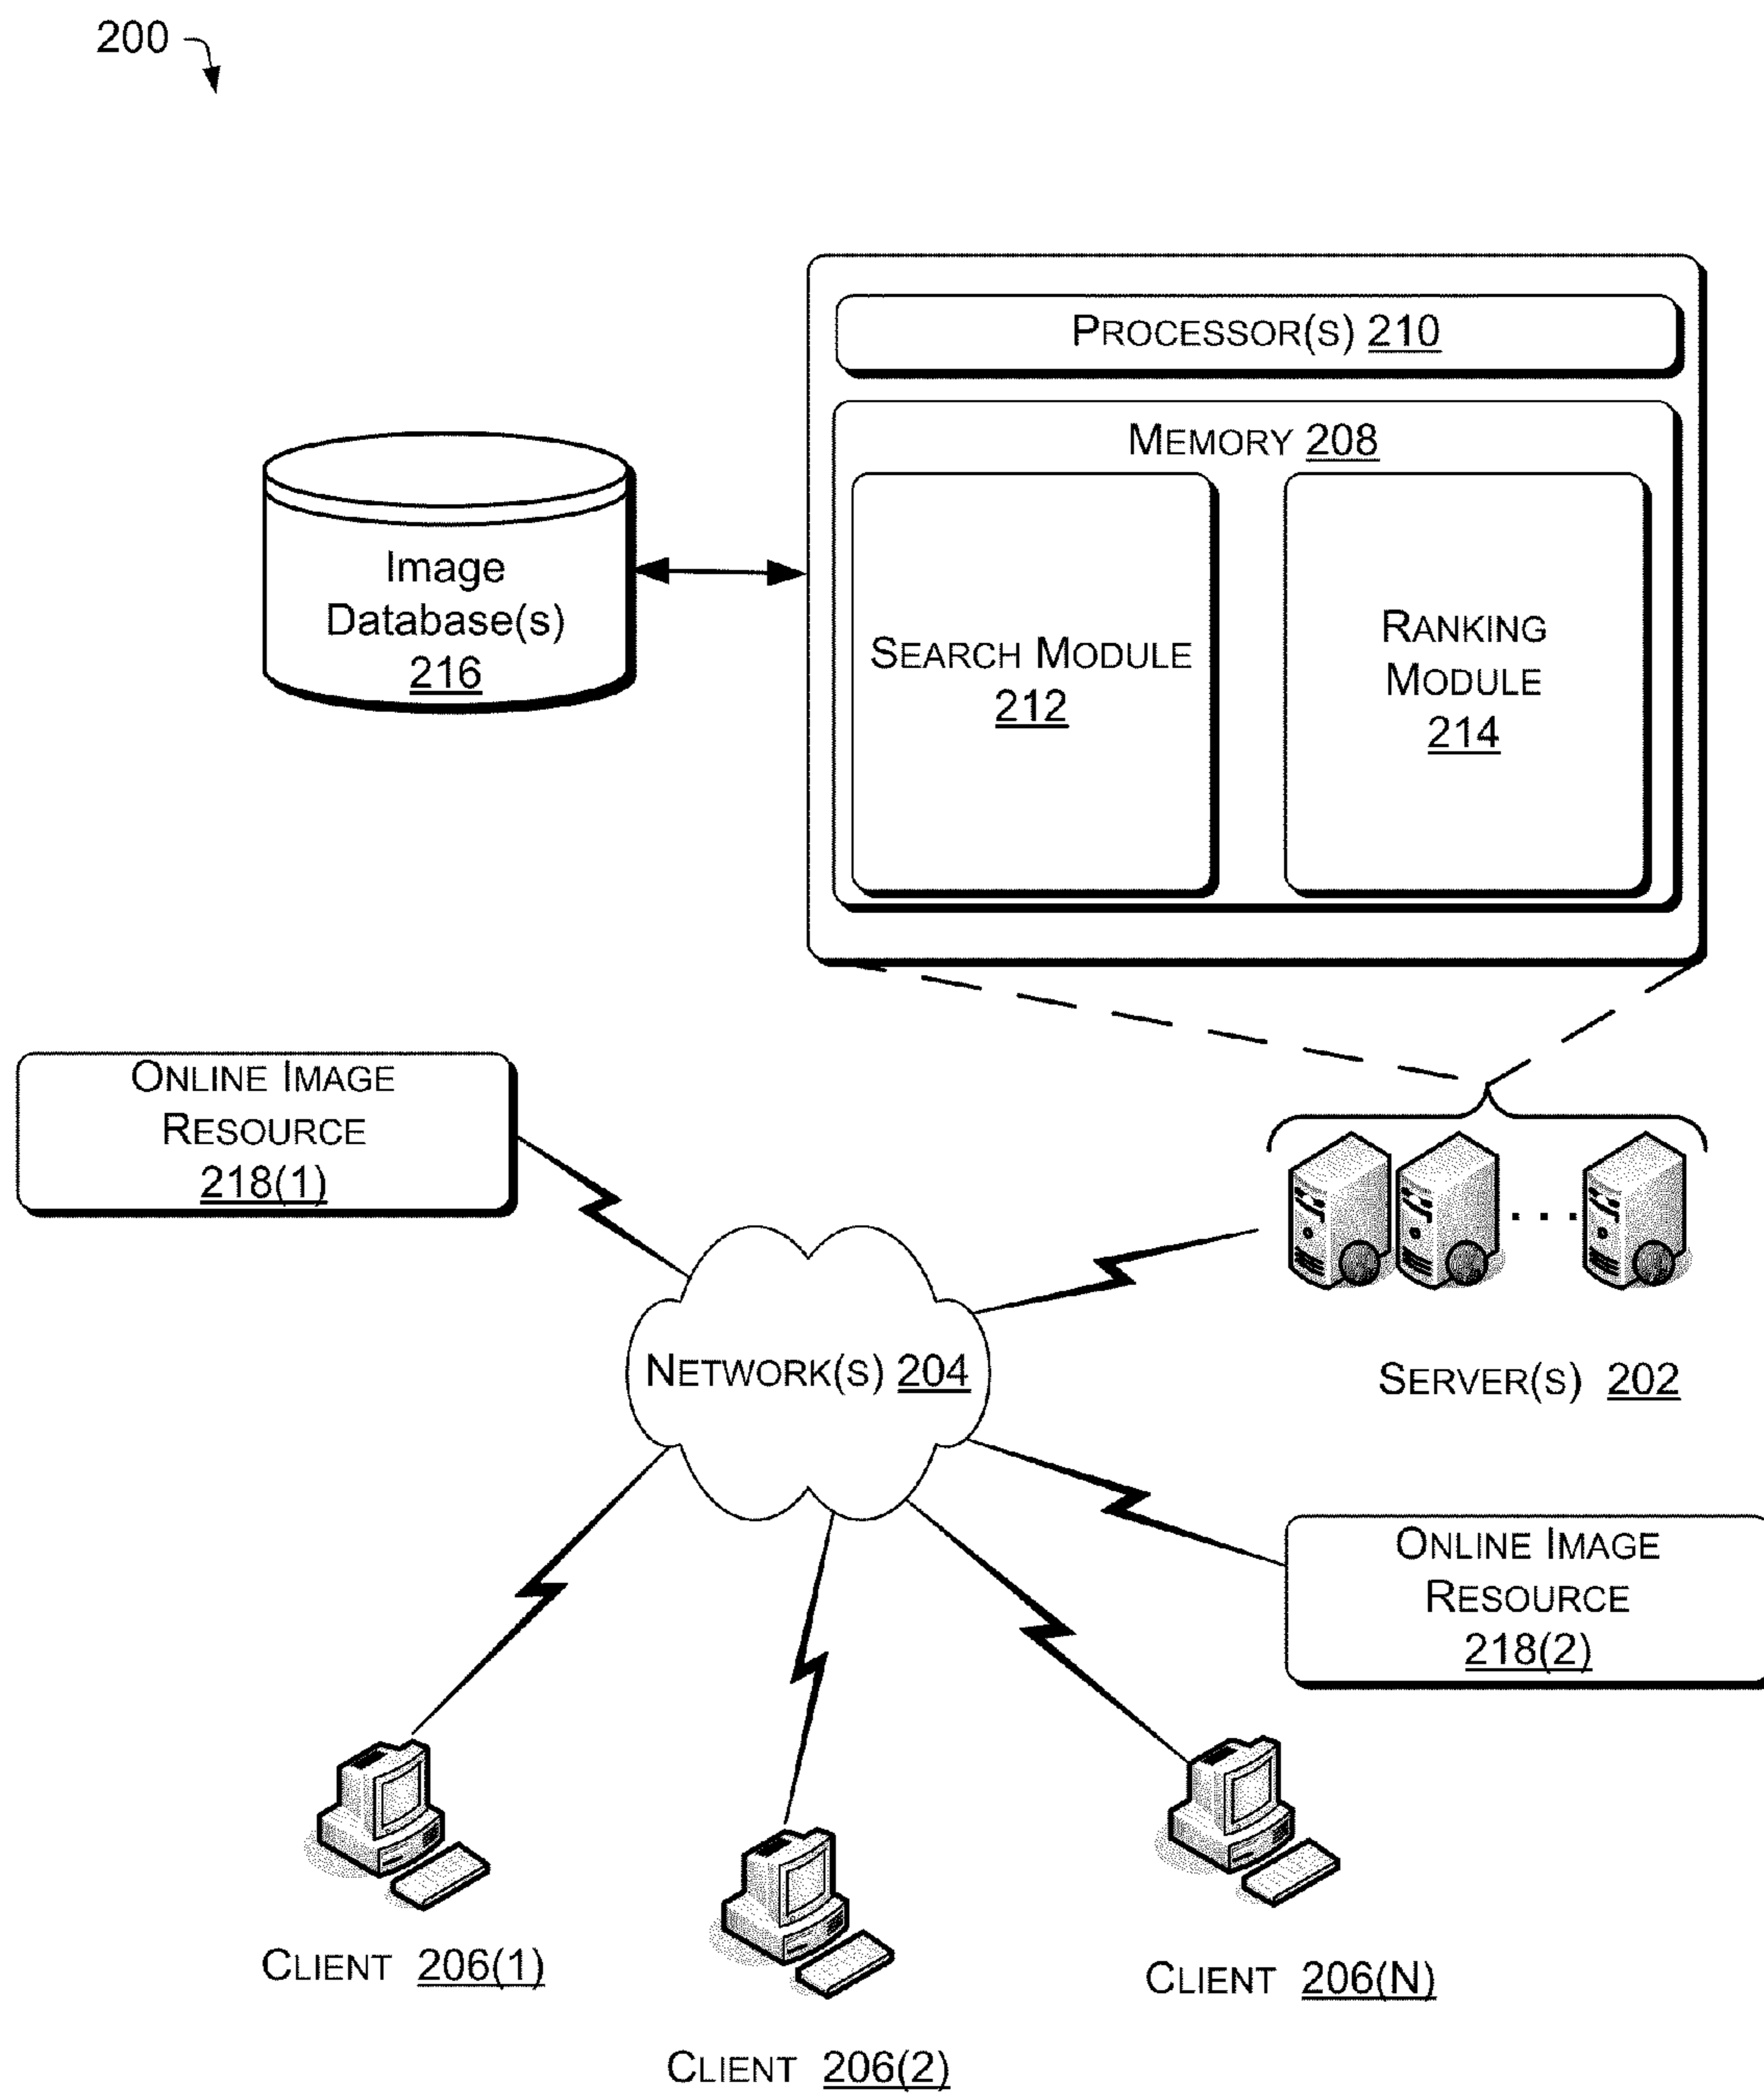 200
PROCESSOR(S) 210
MEMORY 208
Image
Database(s)
216
SEARCH MODULE
212
RANKING
MODULE
214
ONLINE IMAGE
RESOURCE
218(1)
NETWORK(S) 204
SERVER(S) 202
ONLINE IMAGE
RESOURCE
218(2)
CLIENT 206(1)
CLIENT 206(2)
CLIENT 206(N)